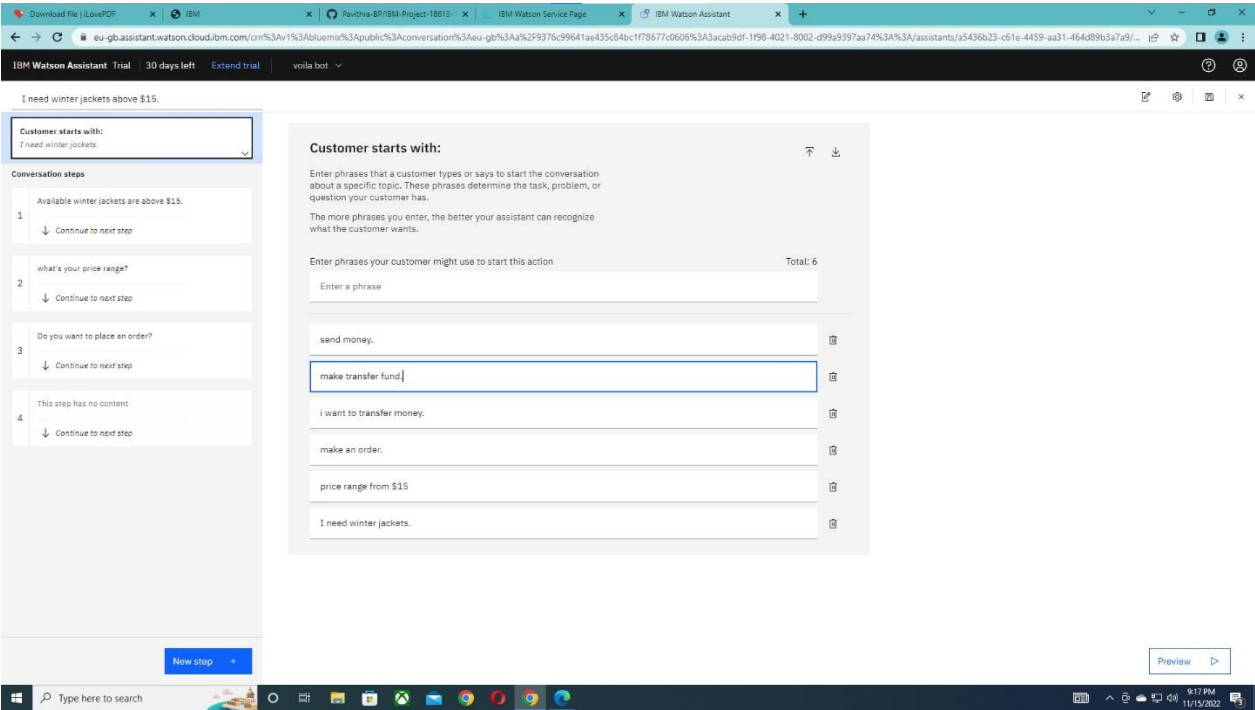 Download file | iLovePDF
IBM
Pavithra-BP/IBM-Project-18613-
IBM Watson Service Page
IBM Watson Assistant
IBM Watson Assistant Trial 30 days left Extend trial voila bot
I need winter jackets above $15.
Customer starts with:
I need winter jackets.
Conversation steps
1 Available winter jackets are above $15.
Continue to next step
2 what's your price range?
Continue to next step
3 Do you want to place an order?
Continue to next step
4 This step has no content
Continue to next step
New step +
Customer starts with:
Enter phrases that a customer types or says to start the conversation
about a specific topic. These phrases determine the task, problem, or
question your customer has.
The more phrases you enter, the better your assistant can recognize
what the customer wants.
Enter phrases your customer might use to start this action Total: 6
Enter a phrase
send money.
make transfer fund.
i want to transfer money.
make an order.
price range from $15
I need winter jackets.
Preview
Type here to search
9:17 PM
11/15/2022